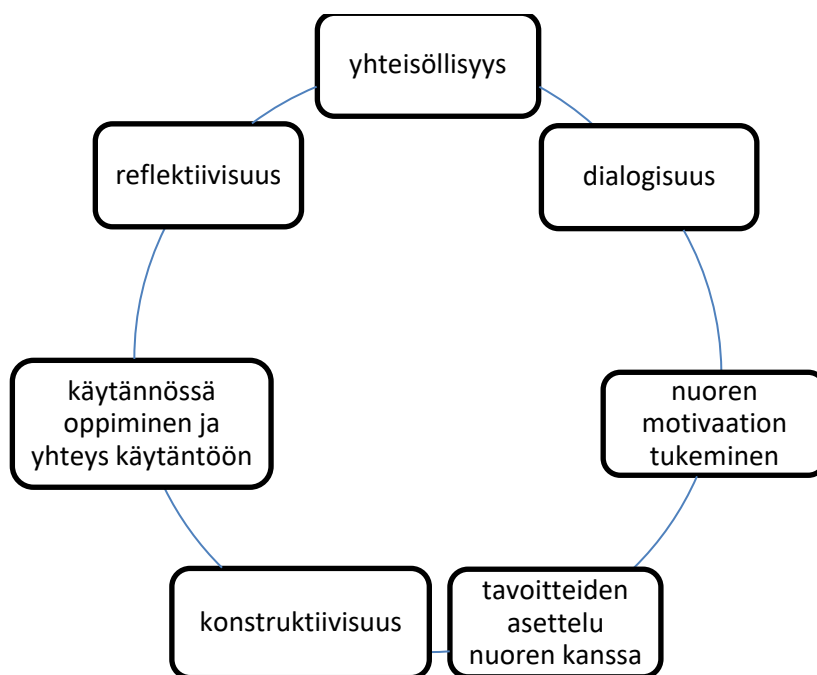 yhteisöllisyys
dialogisuus
nuoren
motivaation
tukeminen
tavoitteiden
asettelu
nuoren kanssa
konstruktiivisuus
käytännössä
oppiminen ja
yhteys käytäntöön
reflektiivisuus